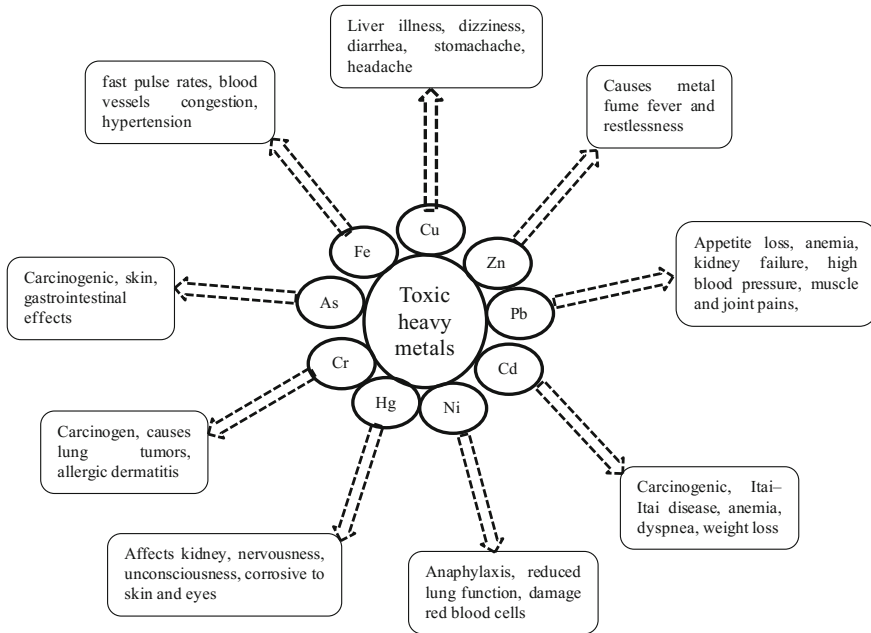 Liver illness, dizziness,
diarrhea, stomachache,
headache
fast pulse rates, blood
vessels congestion,
hypertension
Causes metal
fume fever and
restlessness
Cu
Fe
Zn
Appetite loss, anemia,
kidney failure, high
blood pressure, muscle
and joint pains,
Carcinogenic, skin,
gastrointestinal
effects
As
Toxic
heavy
metals
Pb
Cr
Cd
Hg
Ni
Carcinogen, causes
lung tumors,
allergic dermatitis
Carcinogenic, Itai–
Itai disease, anemia,
dyspnea, weight loss
Affects kidney, nervousness,
unconsciousness, corrosive to
skin and eyes
Anaphylaxis, reduced
lung function, damage
red blood cells